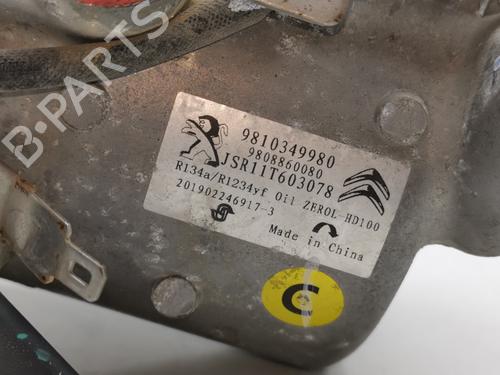 B-PARTS
9810349980
9808860080
JSR11T603078
R134a/R1234yf Oil ZEROL-HD100
201902246917-3
Made in China
C